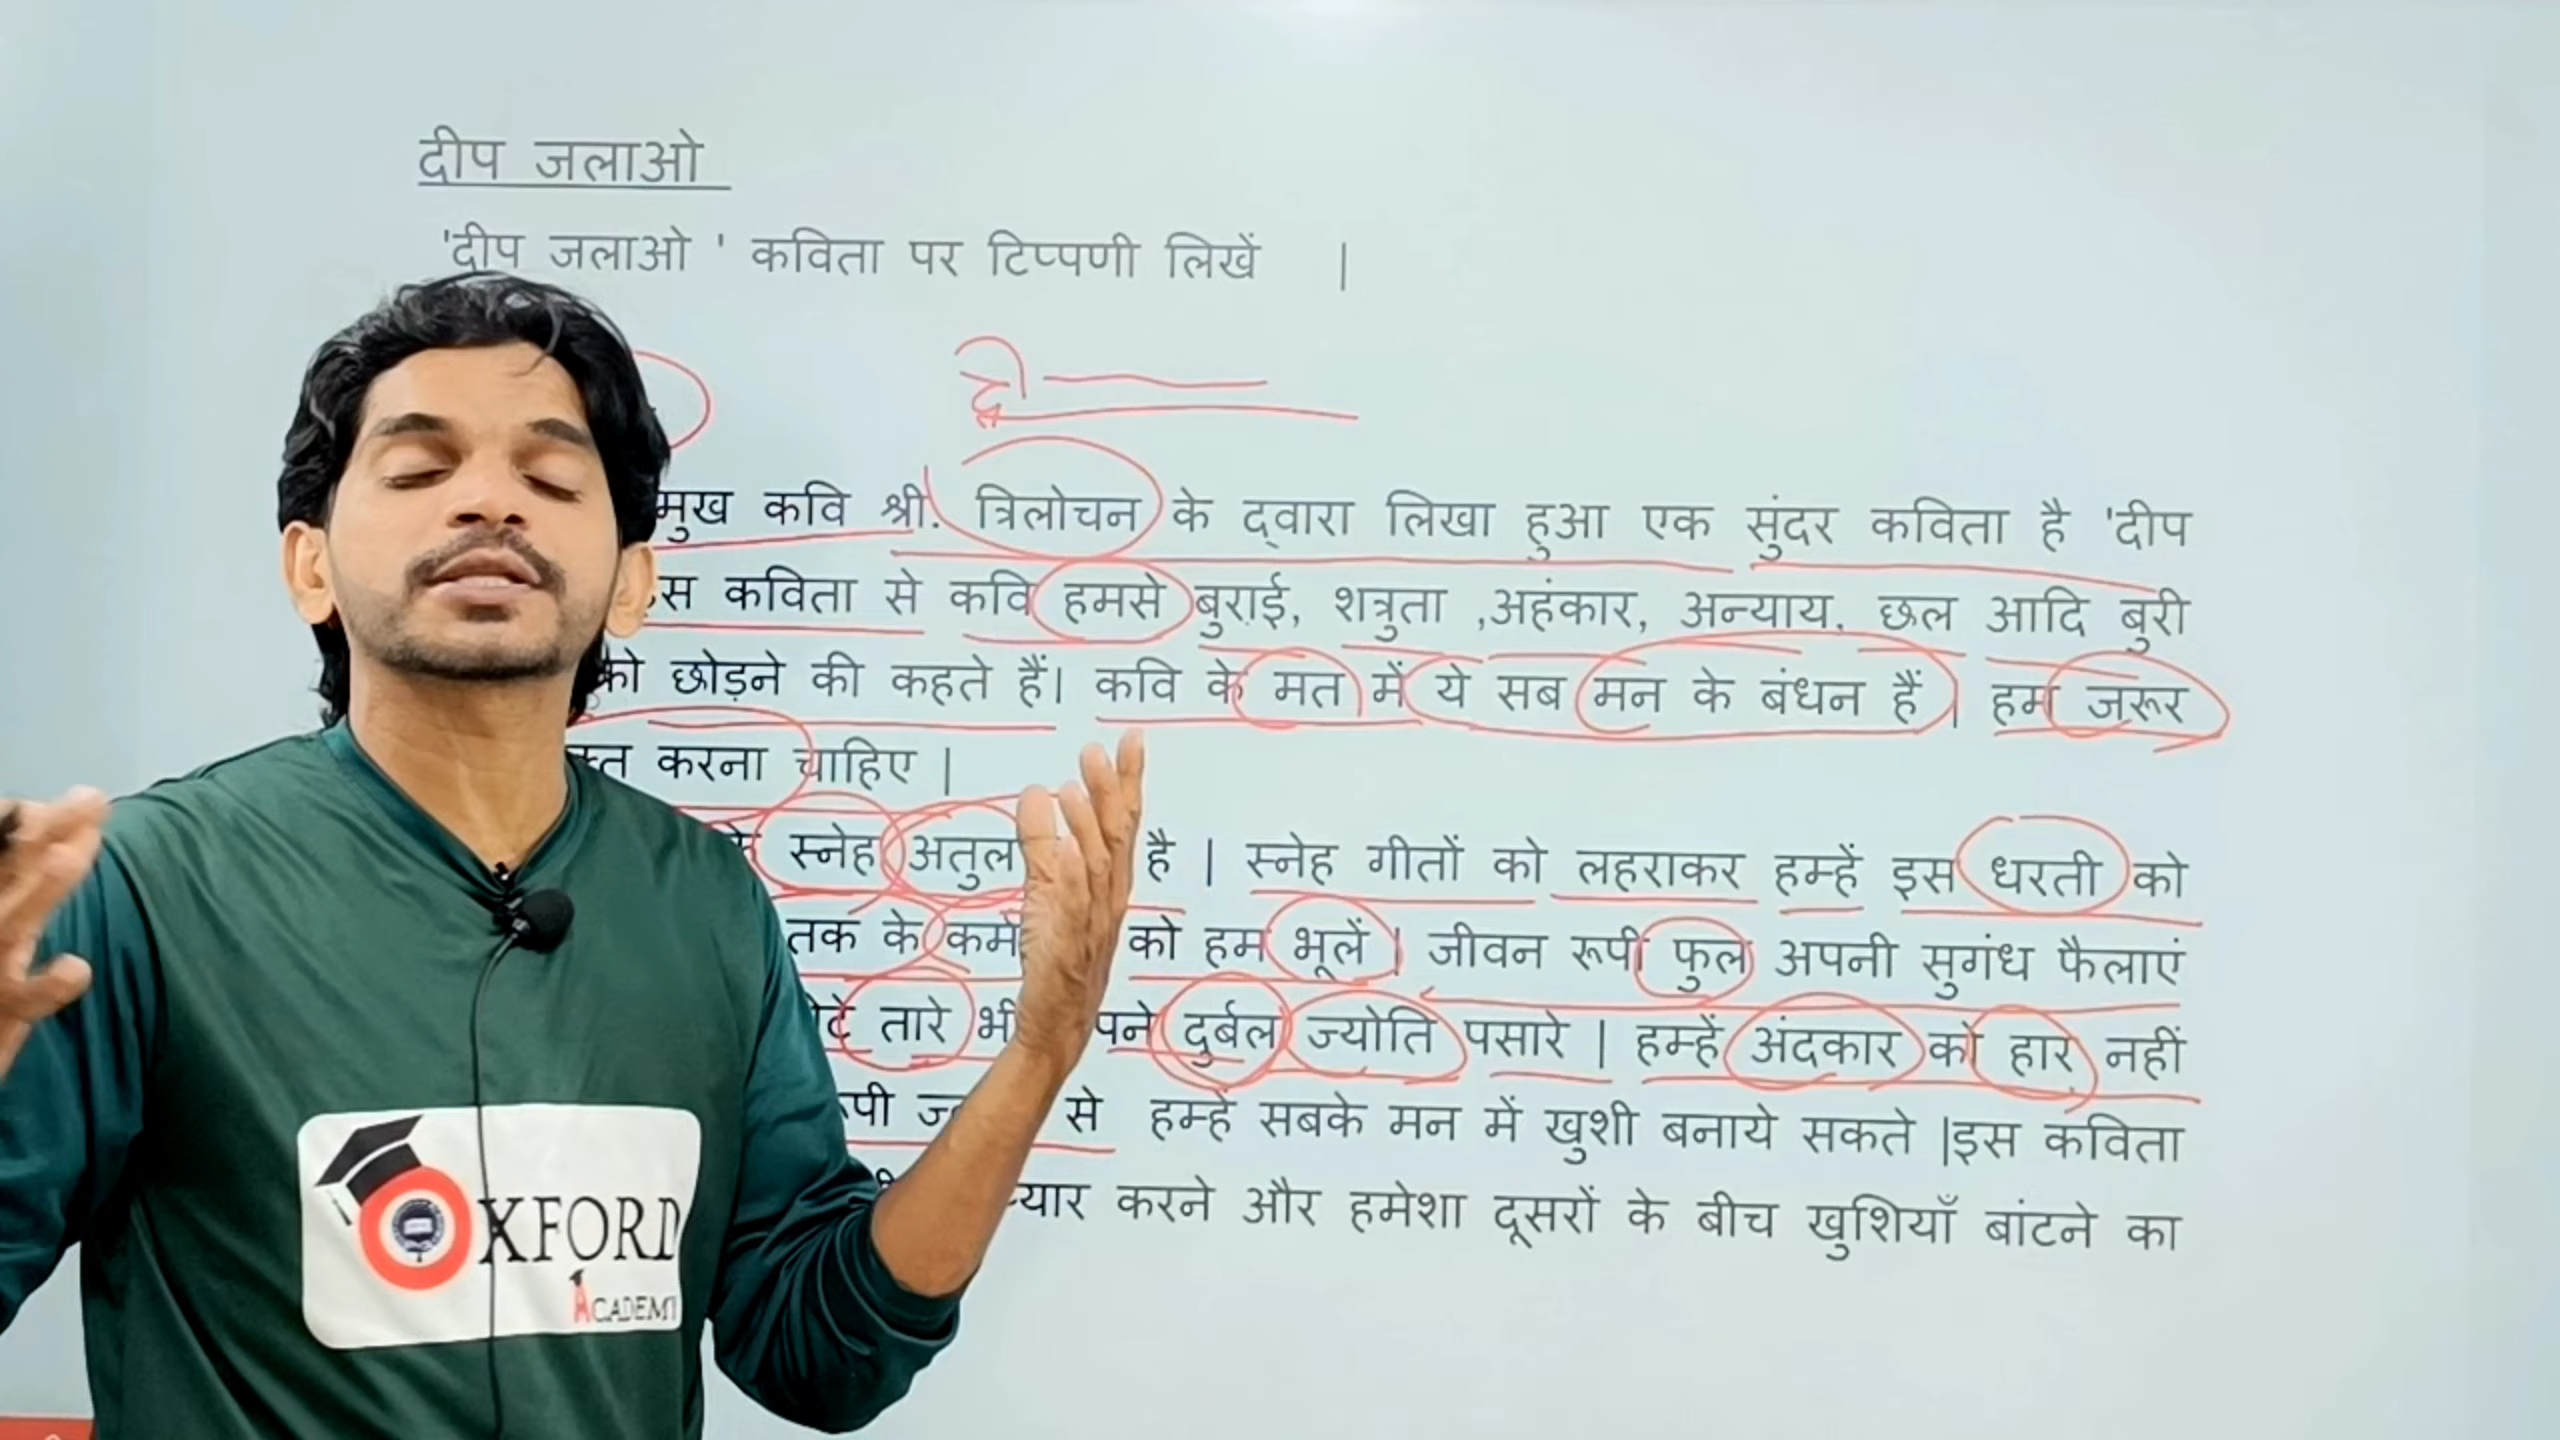 दीप जलाओ
'दीप जलाओ ' कविता पर टिप्पणी लिखें |
कवि श्री. त्रिलोचन के द्वारा लिखा हुआ एक सुंदर कविता है 'दीप
कविता से कवि हमसे बुराई, शत्रुता ,अहंकार, अन्याय, छल आदि बुरी
को छोड़ने की कहते हैं। कवि के मत में ये सब मन के बंधन हैं | हम जरूर
करना चाहिए |
स्नेह अतुल है | स्नेह गीतों को लहराकर हम्हें इस धरती को
तक के को हम भूलें | जीवन रूपी फुल अपनी सुगंध फैलाएं
तारे दुर्बल ज्योति पसारे | हम्हें अंदकार को हार नहीं
से हम्हें सबके मन में खुशी बनाये सकते |इस कविता
करने और हमेशा दूसरों के बीच खुशियाँ बांटने का
OXFORD
ACADEMY